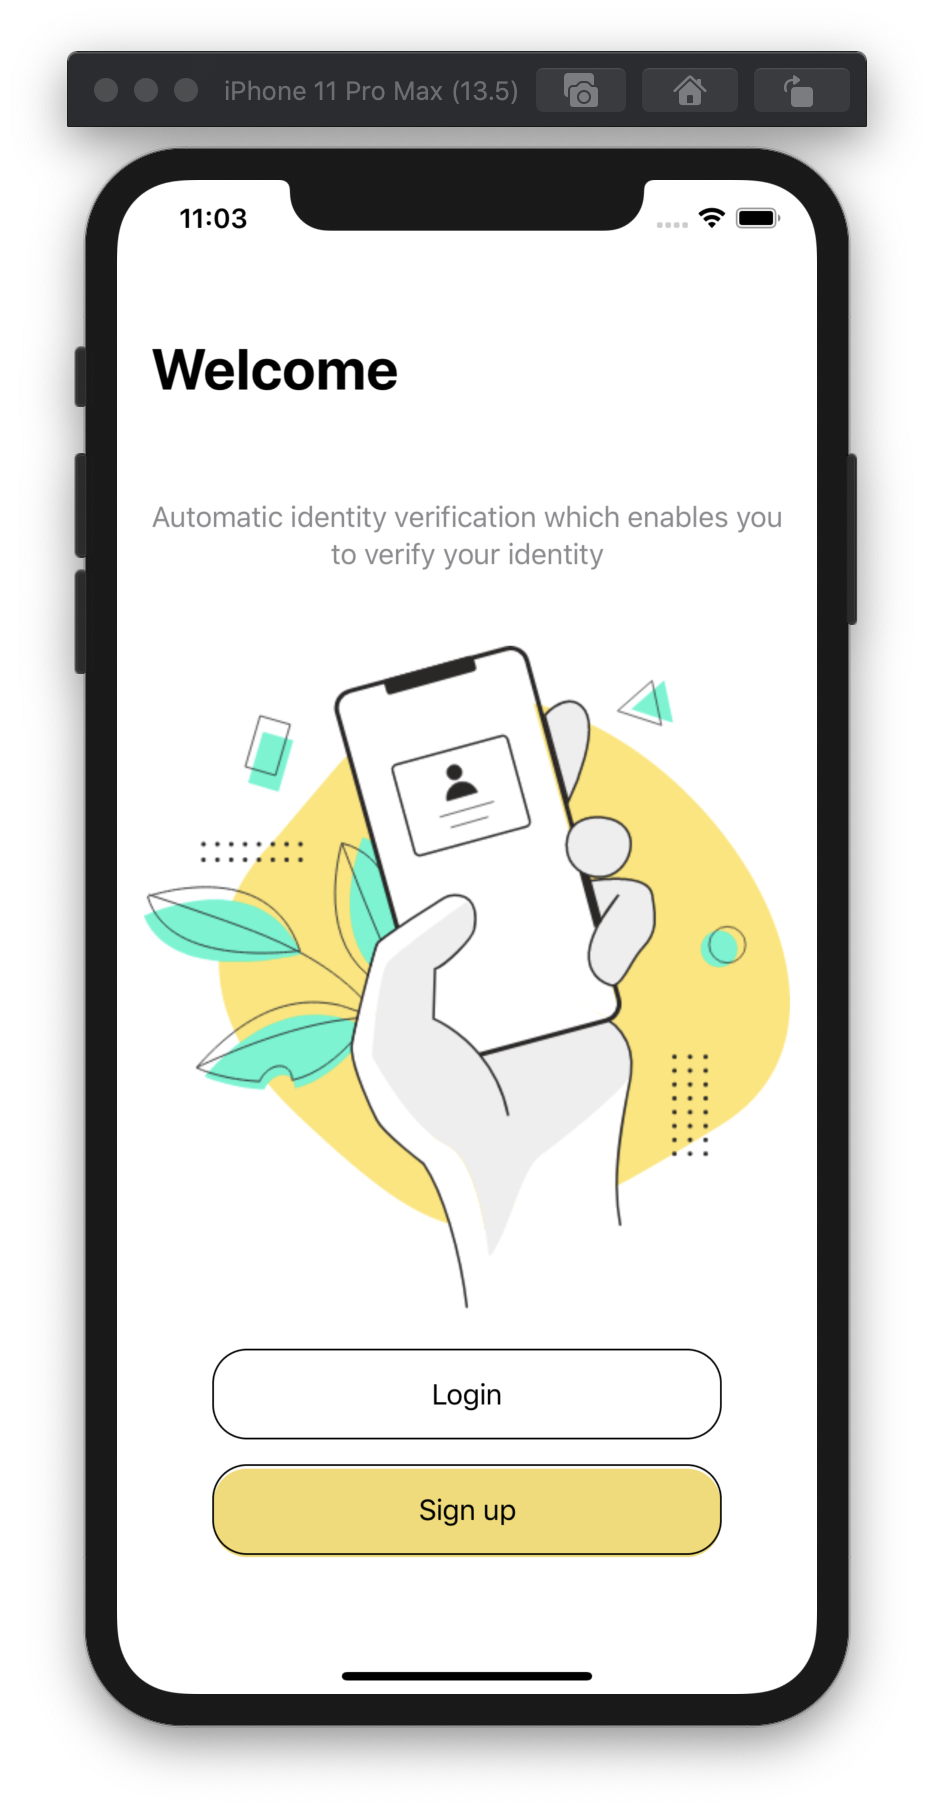 iPhone 11 Pro Max (13.5)
11:03
Welcome
Automatic identity verification which enables you
to verify your identity
Login
Sign up